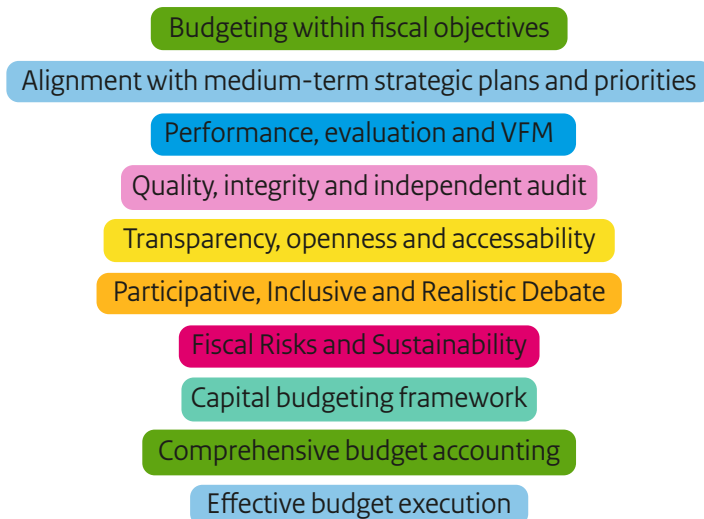 Budgeting within fiscal objectives
Alignment with medium-term strategic plans and priorities
Performance, evaluation and VFM
Quality, integrity and independent audit
Transparency, openness and accessability
Participative, Inclusive and Realistic Debate
Fiscal Risks and Sustainability
Capital budgeting framework
Comprehensive budget accounting
Effective budget execution